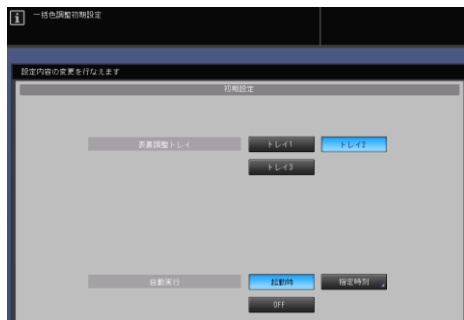 一括色調整初期設定
設定内容の変更を行なえます
初期設定
表裏調整トレイ
トレイ1
トレイ2
トレイ3
自動実行
起動時
指定時刻
OFF